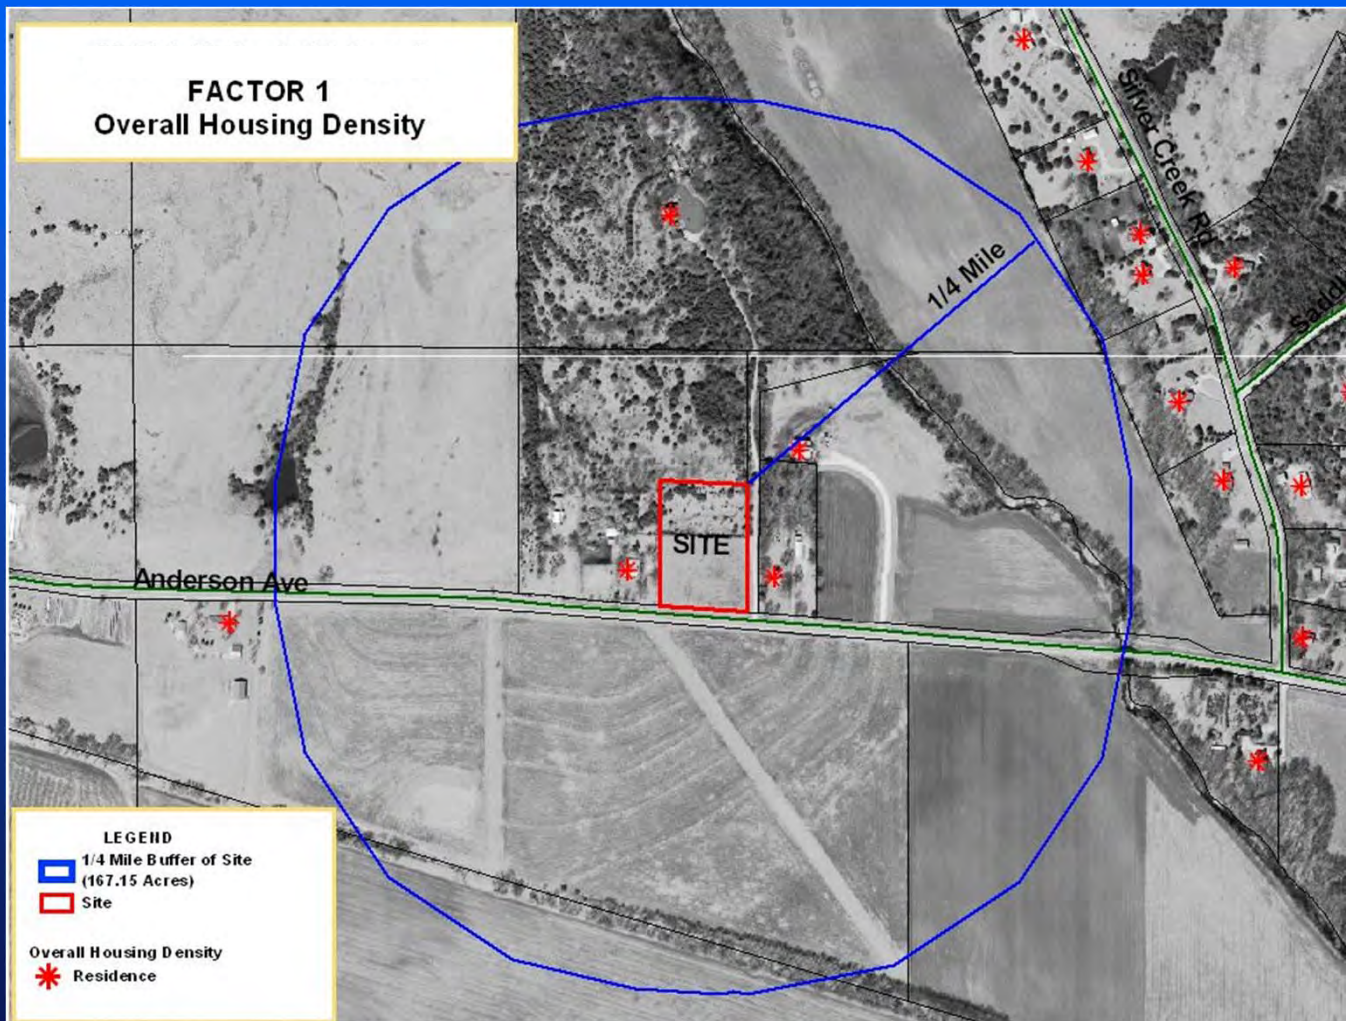 FACTOR 1
Overall Housing Density
Silver Creek Rd
1/4 Mile
SITE
Anderson Ave
LEGEND
1/4 Mile Buffer of Site
(167.15 Acres)
Site
Overall Housing Density
Residence